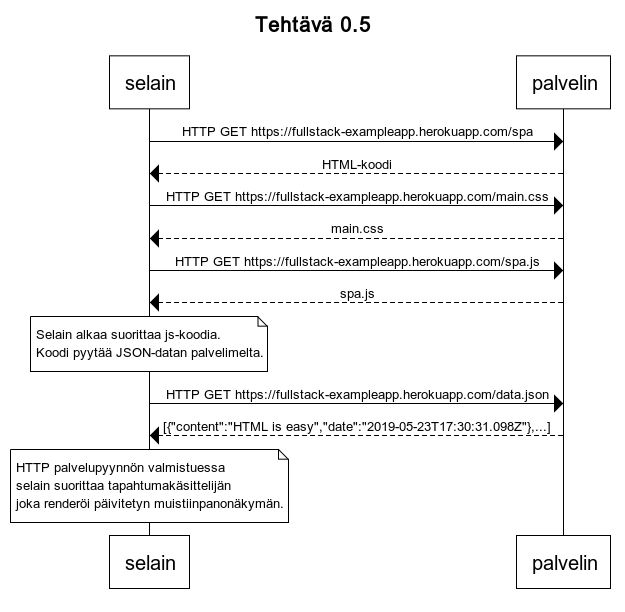 Tehtävä 0.5
selain
palvelin
HTTP GET https://fullstack-exampleapp.herokuapp.com/spa
HTML-koodi
HTTP GET https://fullstack-exampleapp.herokuapp.com/main.css
main.css
HTTP GET https://fullstack-exampleapp.herokuapp.com/spa.js
spa.js
Selain alkaa suorittaa js-koodia.
Koodi pyytää JSON-datan palvelimelta.
HTTP GET https://fullstack-exampleapp.herokuapp.com/data.json
[{"content":"HTML is easy","date":"2019-05-23T17:30:31.098Z"},...]
HTTP palvelupyynnön valmistuessa
selain suorittaa tapahtumakäsittelijän
joka renderöi päivitetyn muistiinpanonäkymän.
selain
palvelin